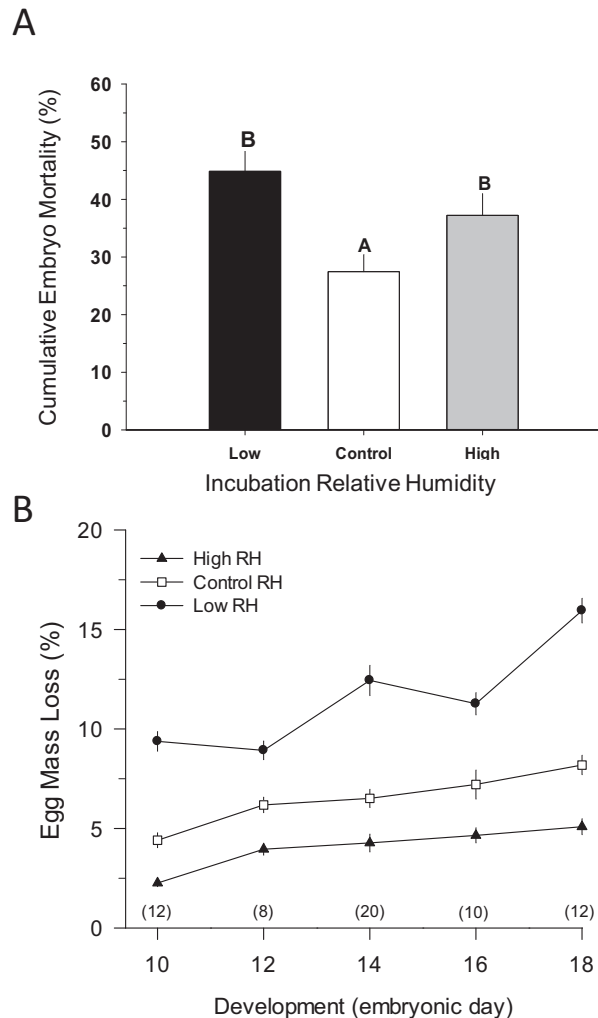 A
Cumulative Embryo Mortality (%)
60
50
40
30
20
10
0
B
A
B
Low
Control
High
Incubation Relative Humidity
B
Egg Mass Loss (%)
20
15
10
5
0
High RH
Control RH
Low RH
(12)
(8)
(20)
(10)
(12)
10
12
14
16
18
Development (embryonic day)